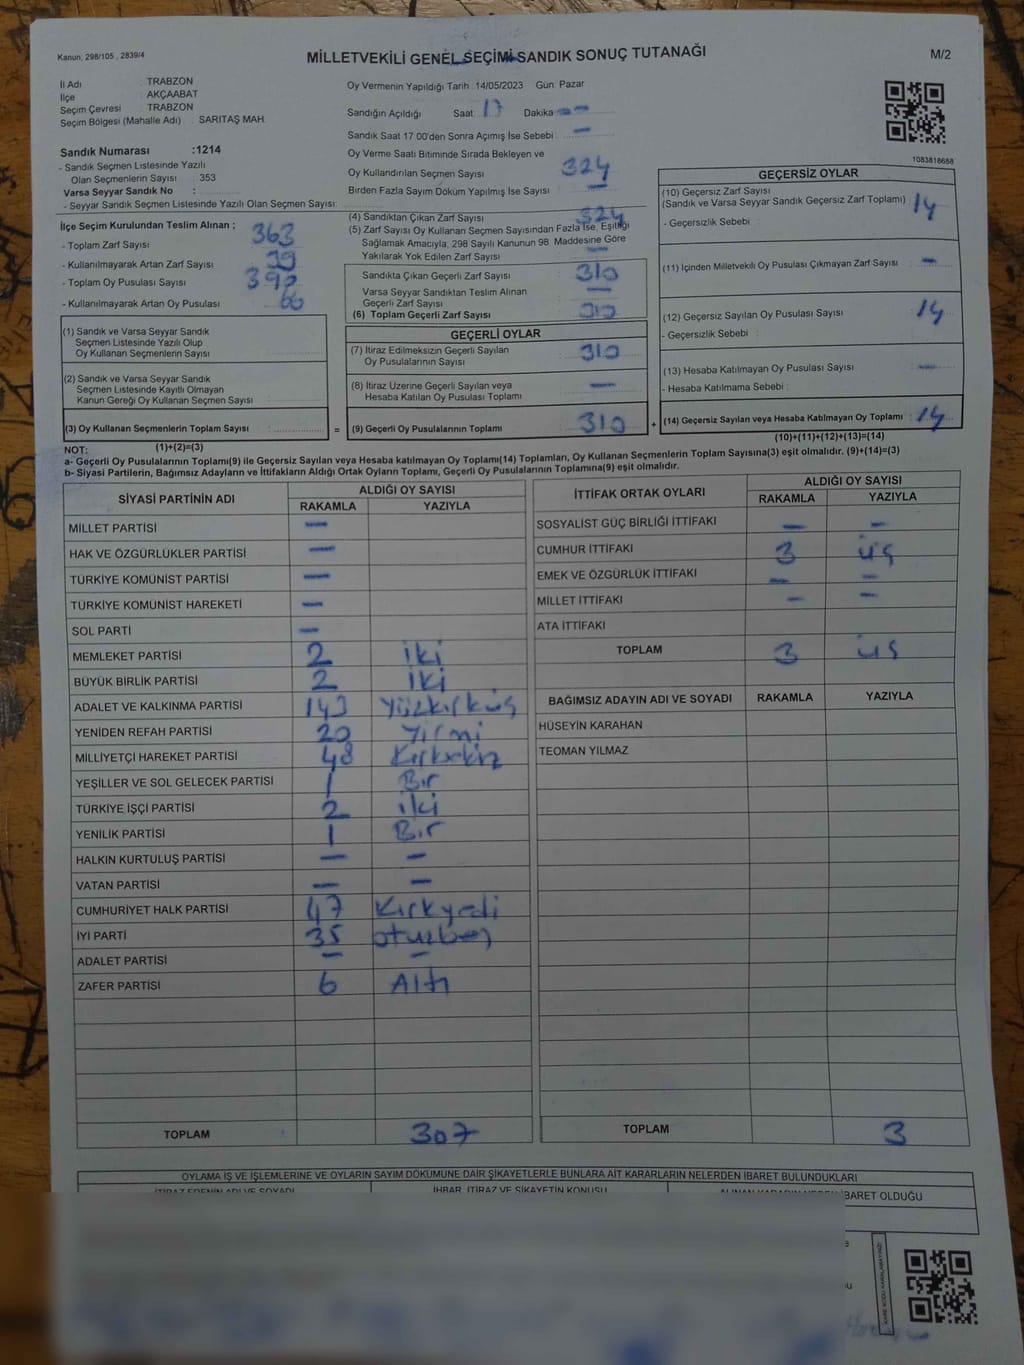 Kanun: 298/105 , 2839/4
MİLLETVEKİLİ GENEL SEÇİMİ SANDIK SONUÇ TUTANAĞI
M/2
İl Adı : TRABZON
İlçe : AKÇAABAT
Seçim Çevresi : TRABZON
Seçim Bölgesi (Mahalle Adı) : SARITAŞ MAH.
Sandık Numarası :1214
- Sandık Seçmen Listesinde Yazılı
Olan Seçmenlerin Sayısı : 353
Varsa Seyyar Sandık No :
- Seyyar Sandık Seçmen Listesinde Yazılı Olan Seçmen Sayısı:
Oy Vermenin Yapıldığı Tarih : 14/05/2023 Gün: Pazar
Sandığın Açıldığı Saat 17 Dakika —
Sandık Saat 17 00'den Sonra Açımış İse Sebebi : —
Oy Verme Saati Bitiminde Sırada Bekleyen ve
Oy Kullandırılan Seçmen Sayısı 324
Birden Fazla Sayım Döküm Yapılmış İse Sayısı —
1083818688
İlçe Seçim Kurulundan Teslim Alınan ;
- Toplam Zarf Sayısı 363
- Kullanılmayarak Artan Zarf Sayısı
- Toplam Oy Pusulası Sayısı
- Kullanılmayarak Artan Oy Pusulası 66
(4) Sandıktan Çıkan Zarf Sayısı 324
(5) Zarf Sayısı Oy Kullanan Seçmen Sayısından Fazla İse, Eşitliği
Sağlamak Amacıyla, 298 Sayılı Kanunun 98. Maddesine Göre
Yakılarak Yok Edilen Zarf Sayısı —
Sandıkta Çıkan Geçerli Zarf Sayısı 310
Varsa Seyyar Sandıktan Teslim Alınan
Geçerli Zarf Sayısı —
(6) Toplam Geçerli Zarf Sayısı 310
GEÇERSİZ OYLAR
(10) Geçersiz Zarf Sayısı
(Sandık ve Varsa Seyyar Sandık Geçersiz Zarf Toplamı) 14
- Geçersizlik Sebebi :
(11) İçinden Milletvekili Oy Pusulası Çıkmayan Zarf Sayısı —
(12) Geçersiz Sayılan Oy Pusulası Sayısı 14
- Geçersizlik Sebebi :
(13) Hesaba Katılmayan Oy Pusulası Sayısı —
- Hesaba Katılmama Sebebi :
(14) Geçersiz Sayılan veya Hesaba Katılmayan Oy Toplamı : 14
(10)+(11)+(12)+(13)=(14)
(1) Sandık ve Varsa Seyyar Sandık
Seçmen Listesinde Yazılı Olup
Oy Kullanan Seçmenlerin Sayısı
(2) Sandık ve Varsa Seyyar Sandık
Seçmen Listesinde Kayıtlı Olmayan
Kanun Gereği Oy Kullanan Seçmen Sayısı
(3) Oy Kullanan Seçmenlerin Toplam Sayısı
(1)+(2)=(3)
GEÇERLİ OYLAR
(7) İtiraz Edilmeksizin Geçerli Sayılan
Oy Pusulalarının Sayısı 310
(8) İtiraz Üzerine Geçerli Sayılan veya
Hesaba Katılan Oy Pusulası Toplamı —
= (9) Geçerli Oy Pusulalarının Toplamı 310 +
NOT:
a- Geçerli Oy Pusulalarının Toplamı(9) ile Geçersiz Sayılan veya Hesaba katılmayan Oy Toplamı(14) Toplamları, Oy Kullanan Seçmenlerin Toplam Sayısına(3) eşit olmalıdır. (9)+(14)=(3)
b- Siyasi Partilerin, Bağımsız Adayların ve İttifakların Aldığı Ortak Oyların Toplamı, Geçerli Oy Pusulalarının Toplamına(9) eşit olmalıdır.
SİYASİ PARTİNİN ADI ALDIĞI OY SAYISI
RAKAMLA YAZIYLA
MİLLET PARTİSİ —
HAK VE ÖZGÜRLÜKLER PARTİSİ —
TÜRKİYE KOMÜNİST PARTİSİ —
TÜRKİYE KOMÜNİST HAREKETİ —
SOL PARTİ —
MEMLEKET PARTİSİ 2 iki
BÜYÜK BİRLİK PARTİSİ 2 iki
ADALET VE KALKINMA PARTİSİ 143 Yüzkırküç
YENİDEN REFAH PARTİSİ 20 Yirmi
MİLLİYETÇİ HAREKET PARTİSİ 48 Kırksekiz
YEŞİLLER VE SOL GELECEK PARTİSİ 1 Bir
TÜRKİYE İŞÇİ PARTİSİ 2 iki
YENİLİK PARTİSİ 1 Bir
HALKIN KURTULUŞ PARTİSİ — —
VATAN PARTİSİ — —
CUMHURİYET HALK PARTİSİ 47 Kırkyedi
İYİ PARTİ 35 otuzbeş
ADALET PARTİSİ — —
ZAFER PARTİSİ 6 Altı
TOPLAM 307
İTTİFAK ORTAK OYLARI ALDIĞI OY SAYISI
RAKAMLA YAZIYLA
SOSYALİST GÜÇ BİRLİĞİ İTTİFAKI — —
CUMHUR İTTİFAKI 3 üç
EMEK VE ÖZGÜRLÜK İTTİFAKI — —
MİLLET İTTİFAKI — —
ATA İTTİFAKI
TOPLAM 3 üç
BAĞIMSIZ ADAYIN ADI VE SOYADI RAKAMLA YAZIYLA
HÜSEYİN KARAHAN
TEOMAN YILMAZ
TOPLAM 3
OYLAMA İŞ VE İŞLEMLERİNE VE OYLARIN SAYIM DÖKÜMÜNE DAİR ŞİKAYETLERLE BUNLARA AİT KARARLARIN NELERDEN İBARET BULUNDUKLARI
İTİRAZ EDENİN ADI VE SOYADI İHBAR, İTİRAZ VE ŞİKAYETİN KONUSU ALINAN KARARIN NEDEN İBARET OLDUĞU